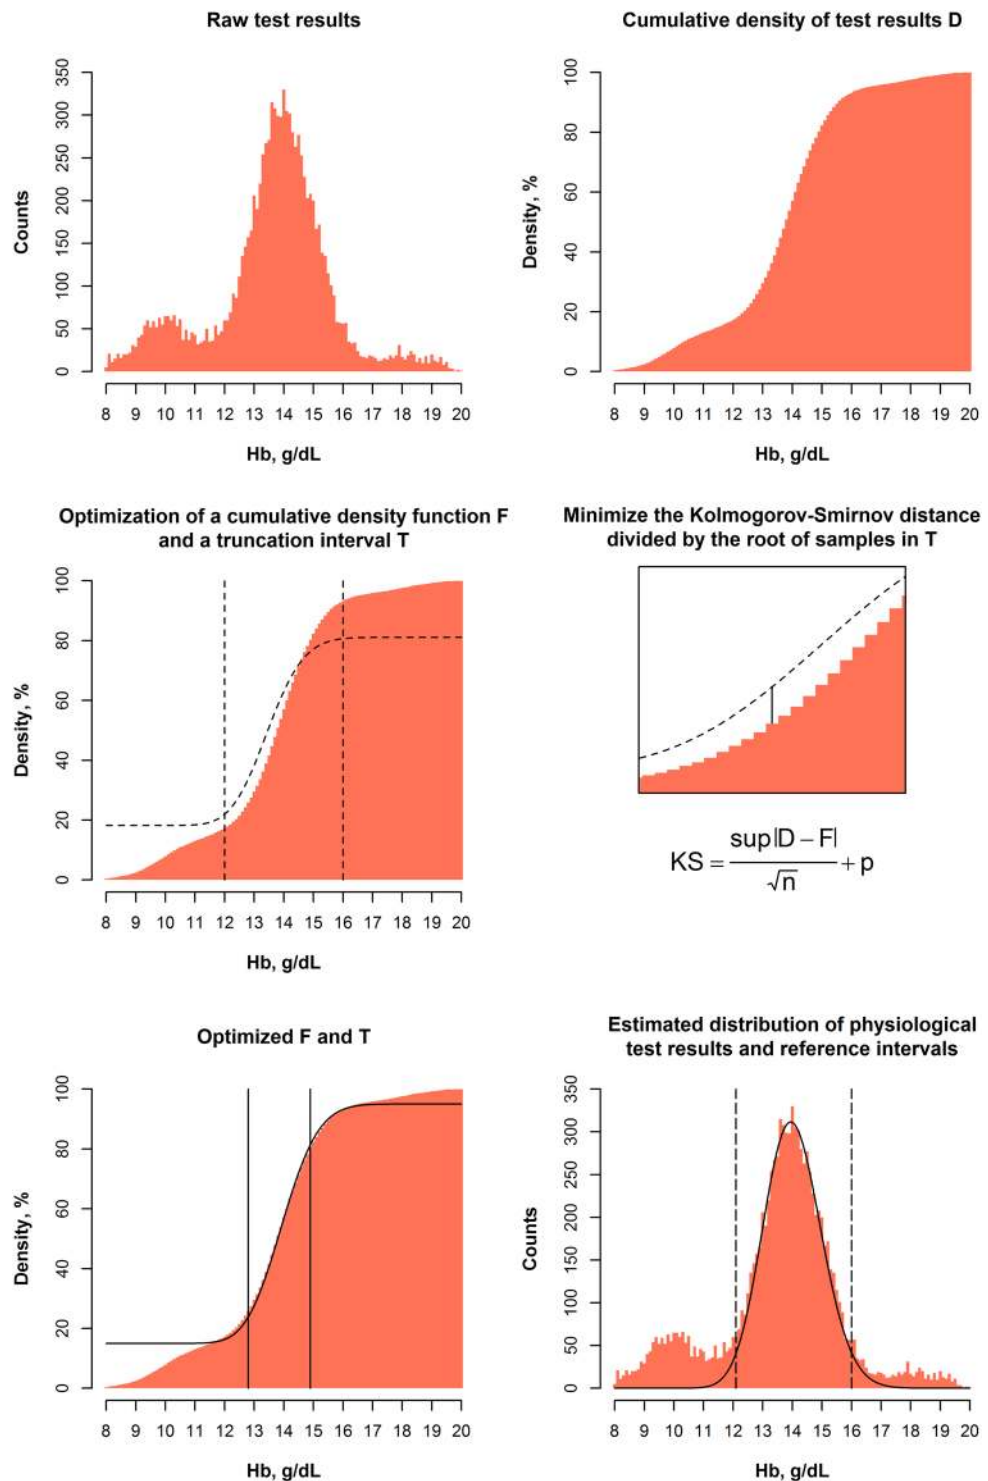 Raw test results
Counts
350
300
250
200
150
100
50
0
8 9 10 11 12 13 14 15 16 17 18 19 20
Hb, g/dL
Cumulative density of test results D
Density, %
100
80
60
40
20
0
8 9 10 11 12 13 14 15 16 17 18 19 20
Hb, g/dL
Optimization of a cumulative density function F
and a truncation interval T
Density, %
100
80
60
40
20
0
8 9 10 11 12 13 14 15 16 17 18 19 20
Hb, g/dL
Minimize the Kolmogorov-Smirnov distance
divided by the root of samples in T
KS = sup|D – F| / √n + p
Optimized F and T
Density, %
100
80
60
40
20
0
8 9 10 11 12 13 14 15 16 17 18 19 20
Hb, g/dL
Estimated distribution of physiological
test results and reference intervals
Counts
350
300
250
200
150
100
50
0
8 9 10 11 12 13 14 15 16 17 18 19 20
Hb, g/dL